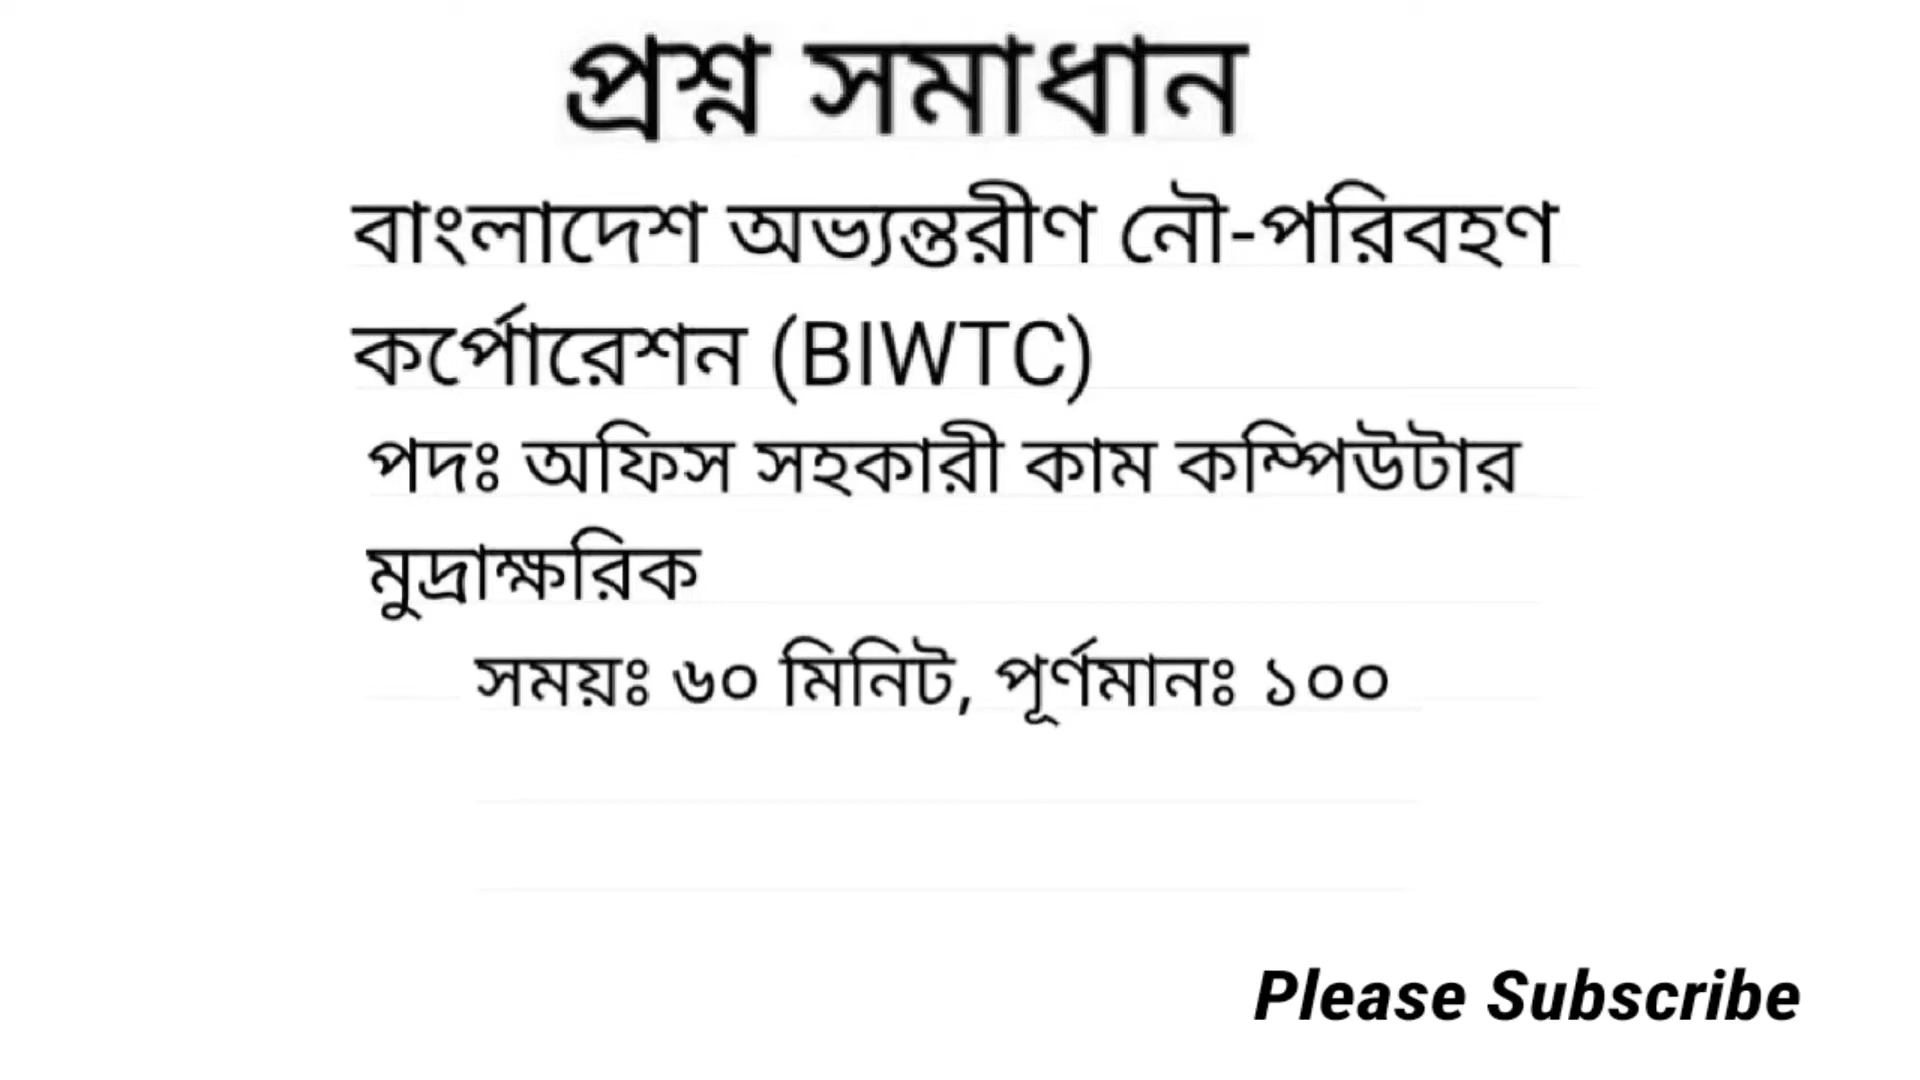 প্রশ্ন সমাধান
বাংলাদেশ অভ্যন্তরীণ নৌ-পরিবহণ
কর্পোরেশন (BIWTC)
পদঃ অফিস সহকারী কাম কম্পিউটার
মুদ্রাক্ষরিক
সময়ঃ ৬০ মিনিট, পূর্ণমানঃ ১০০
Please Subscribe